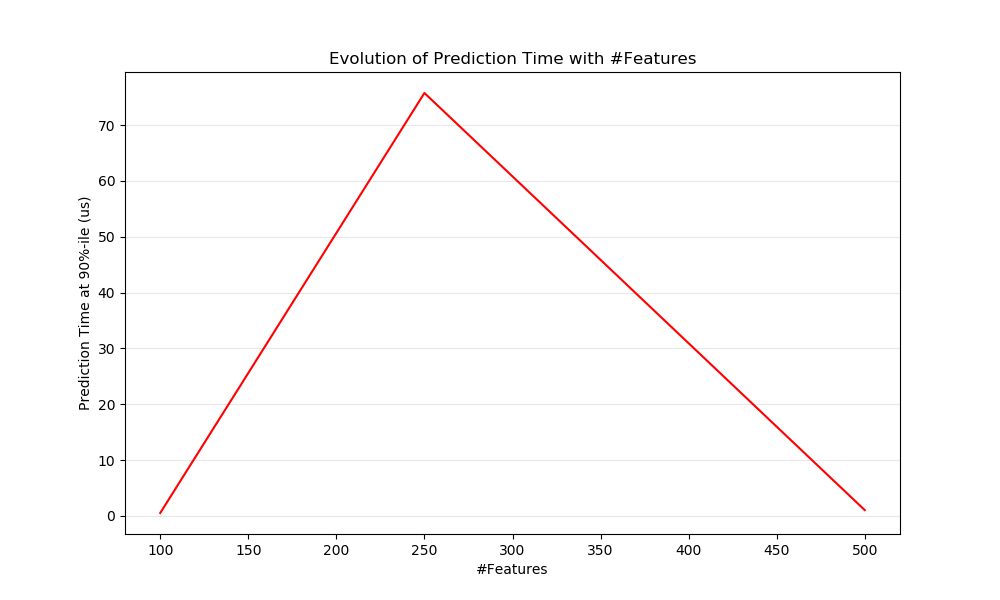 Evolution of Prediction Time with #Features
Prediction Time at 90%-ile (us)
70
60
50
40
30
20
10
0
100 150 200 250 300 350 400 450 500
#Features